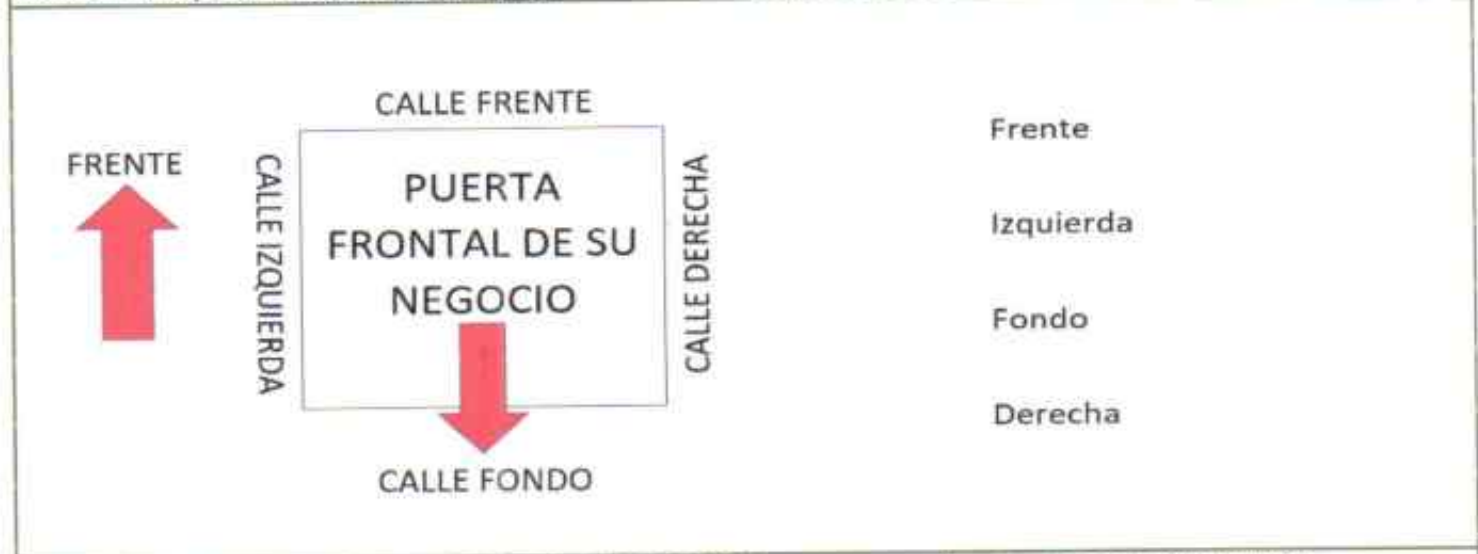 CALLE FRENTE
FRENTE
CALLE IZQUIERDA
PUERTA
FRONTAL DE SU
NEGOCIO
CALLE DERECHA
CALLE FONDO
Frente
Izquierda
Fondo
Derecha